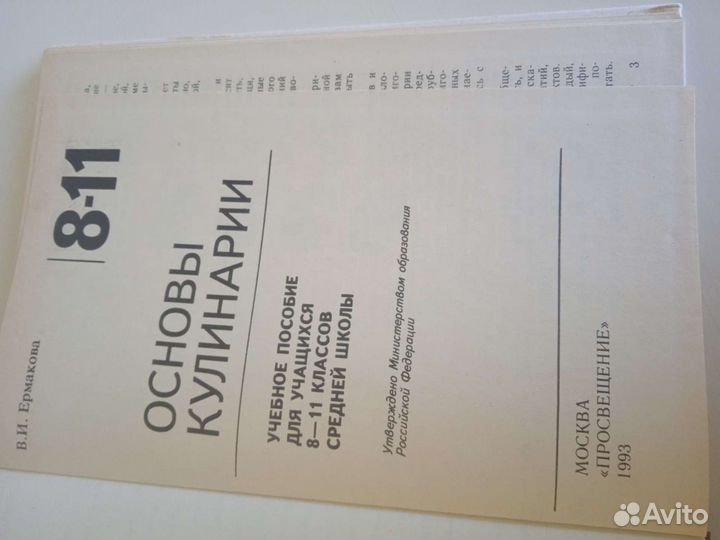 В.И. Ермакова
8-11
ОСНОВЫ
КУЛИНАРИИ
УЧЕБНОЕ ПОСОБИЕ
ДЛЯ УЧАЩИХСЯ
8—11 КЛАССОВ
СРЕДНЕЙ ШКОЛЫ
Утверждено Министерством образования
Российской Федерации
МОСКВА
«ПРОСВЕЩЕНИЕ»
1993
3
Avito